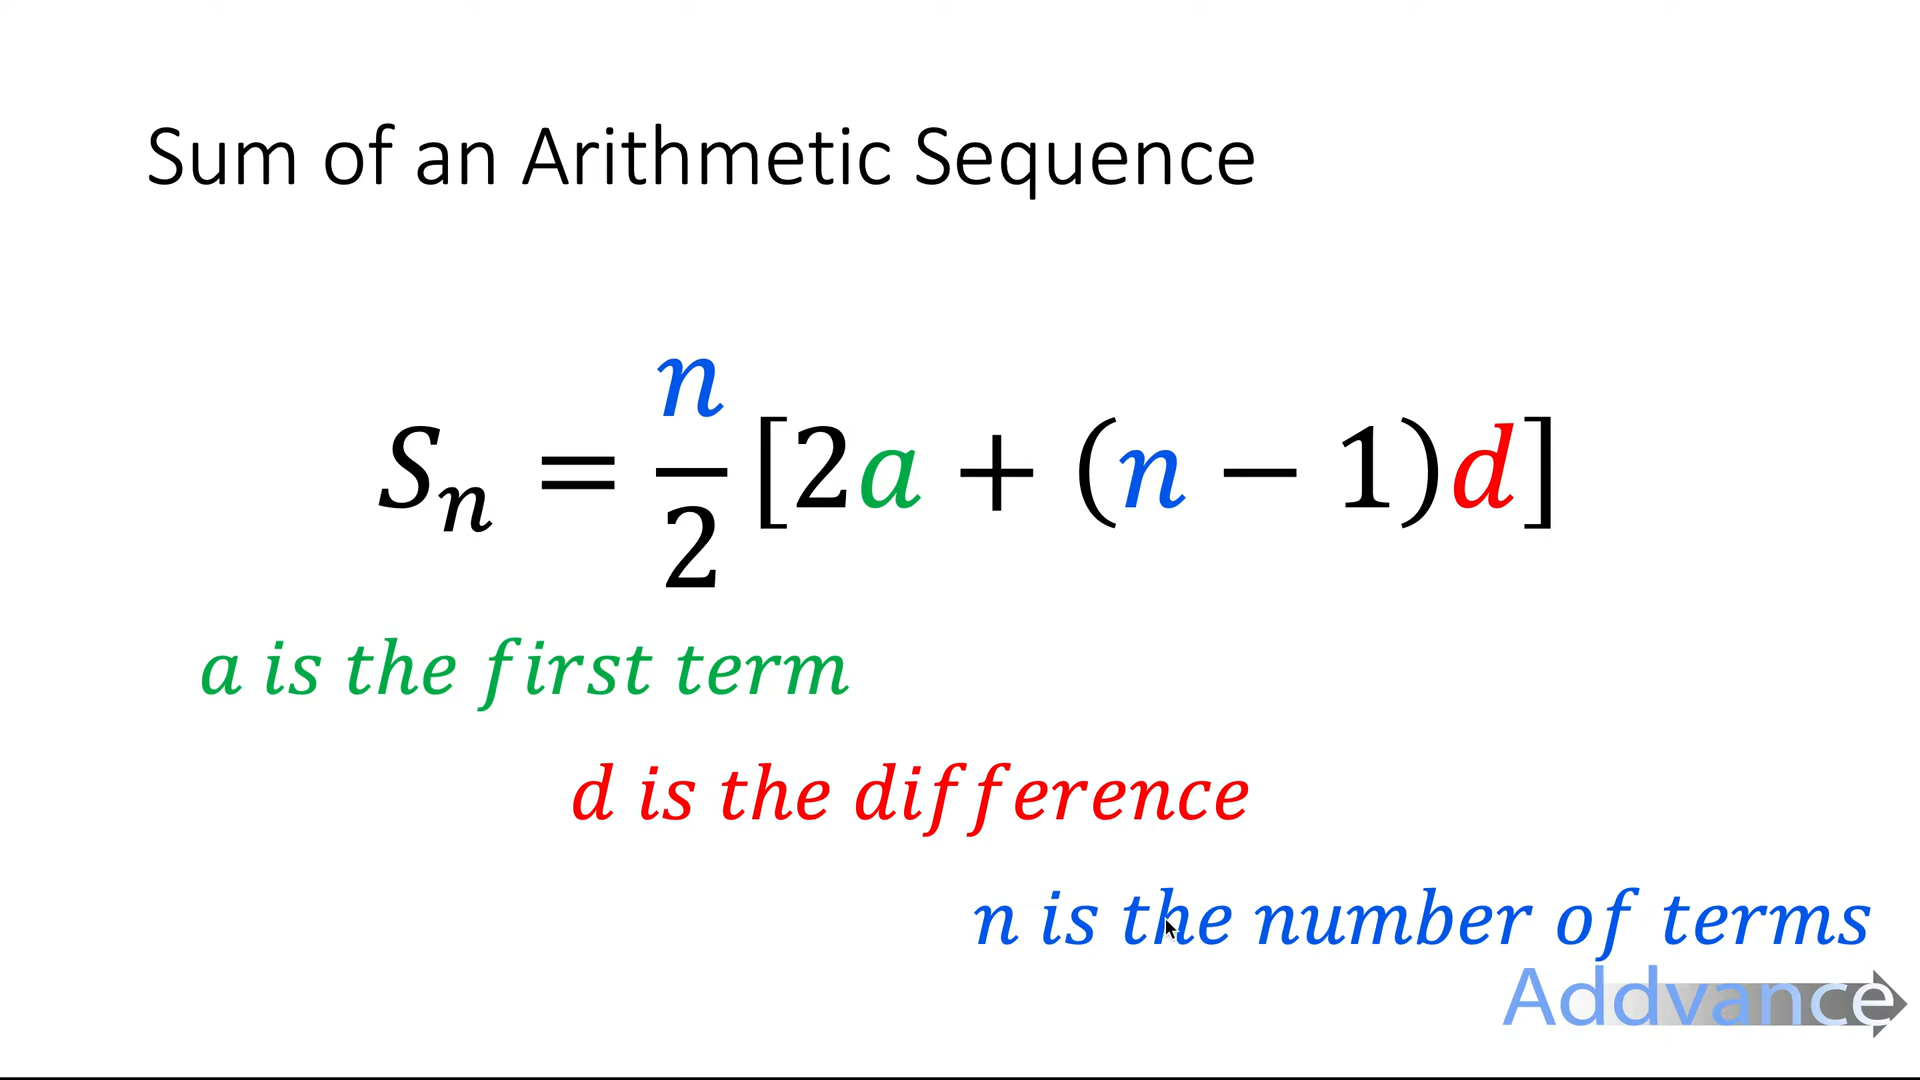 Sum of an Arithmetic Sequence
Sₙ = n/2 [2a + (n − 1)d]
a is the first term
d is the difference
n is the number of terms
Addvance